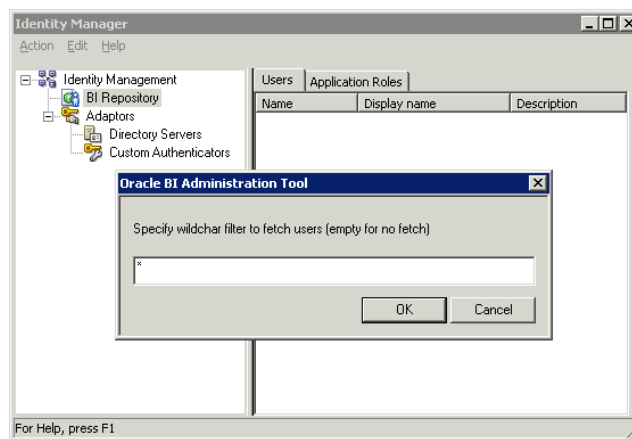 Identity Manager
Action Edit Help
Identity Management
BI Repository
Adaptors
Directory Servers
Custom Authenticators
Users Application Roles
Name Display name Description
Oracle BI Administration Tool
Specify wildchar filter to fetch users (empty for no fetch)
*
OK Cancel
For Help, press F1